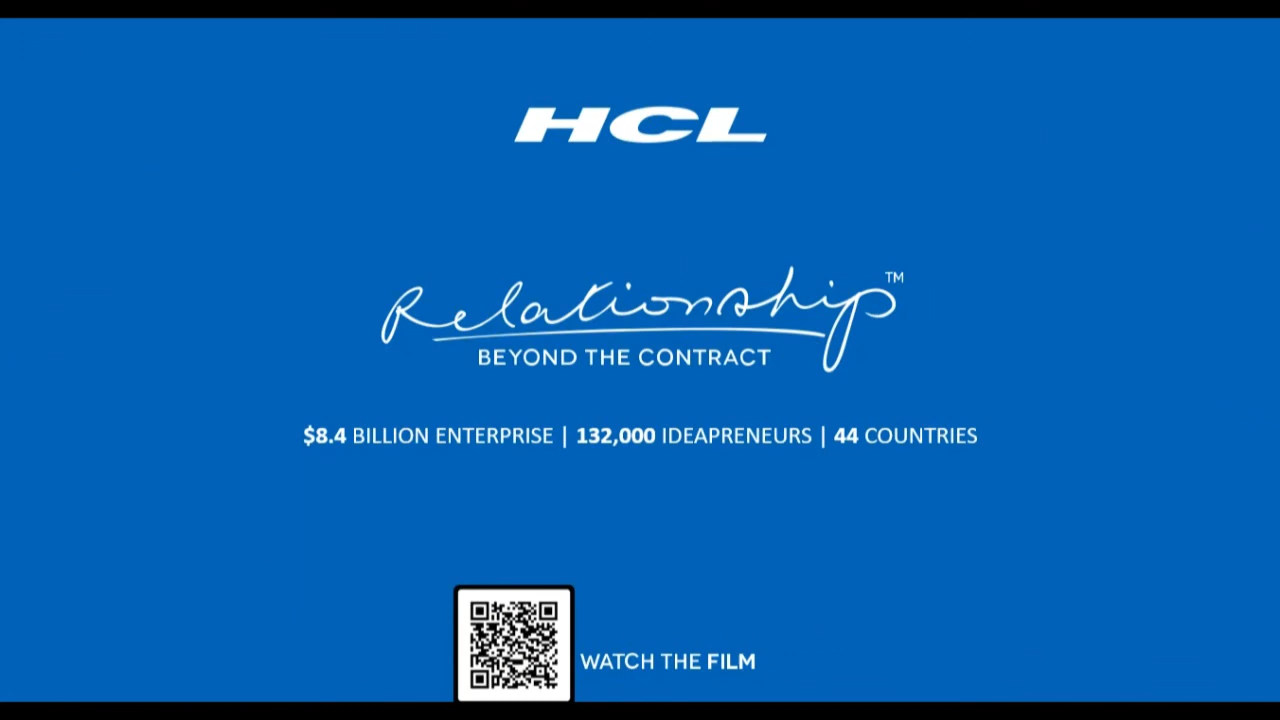 HCL
Relationship™
BEYOND THE CONTRACT
$8.4 BILLION ENTERPRISE | 132,000 IDEAPRENEURS | 44 COUNTRIES
WATCH THE FILM